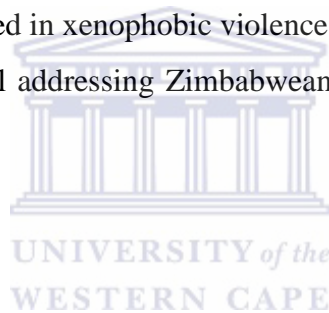 ed in xenophobic violence
addressing Zimbabwean
UNIVERSITY of the
WESTERN CAPE